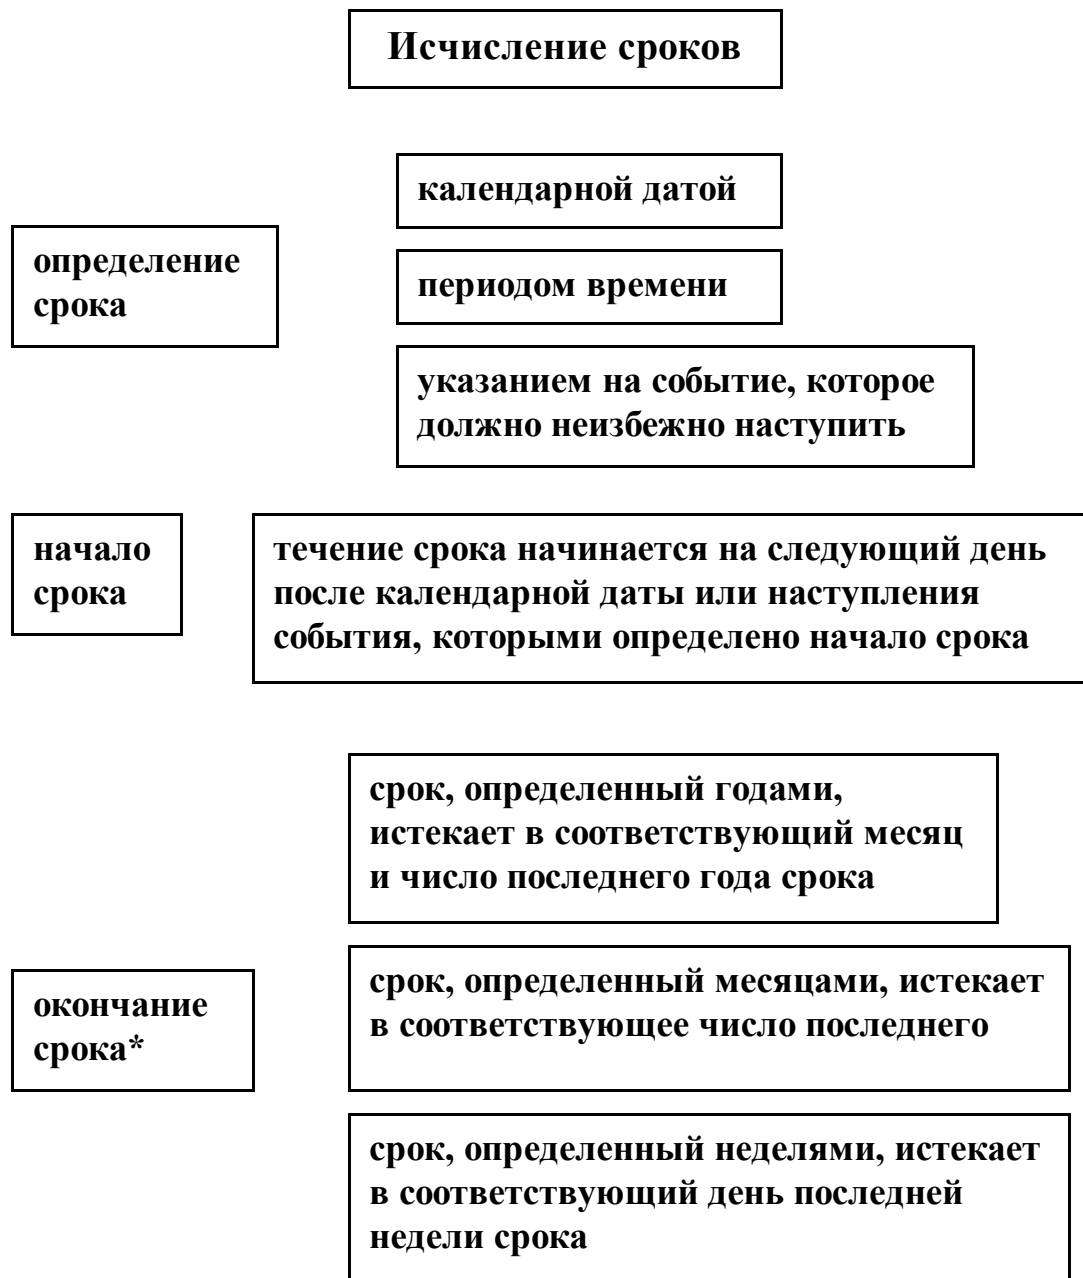 Исчисление сроков
определение
срока
календарной датой
периодом времени
указанием на событие, которое
должно неизбежно наступить
начало
срока
течение срока начинается на следующий день
после календарной даты или наступления
события, которыми определено начало срока
окончание
срока*
срок, определенный годами,
истекает в соответствующий месяц
и число последнего года срока
срок, определенный месяцами, истекает
в соответствующее число последнего
срок, определенный неделями, истекает
в соответствующий день последней
недели срока